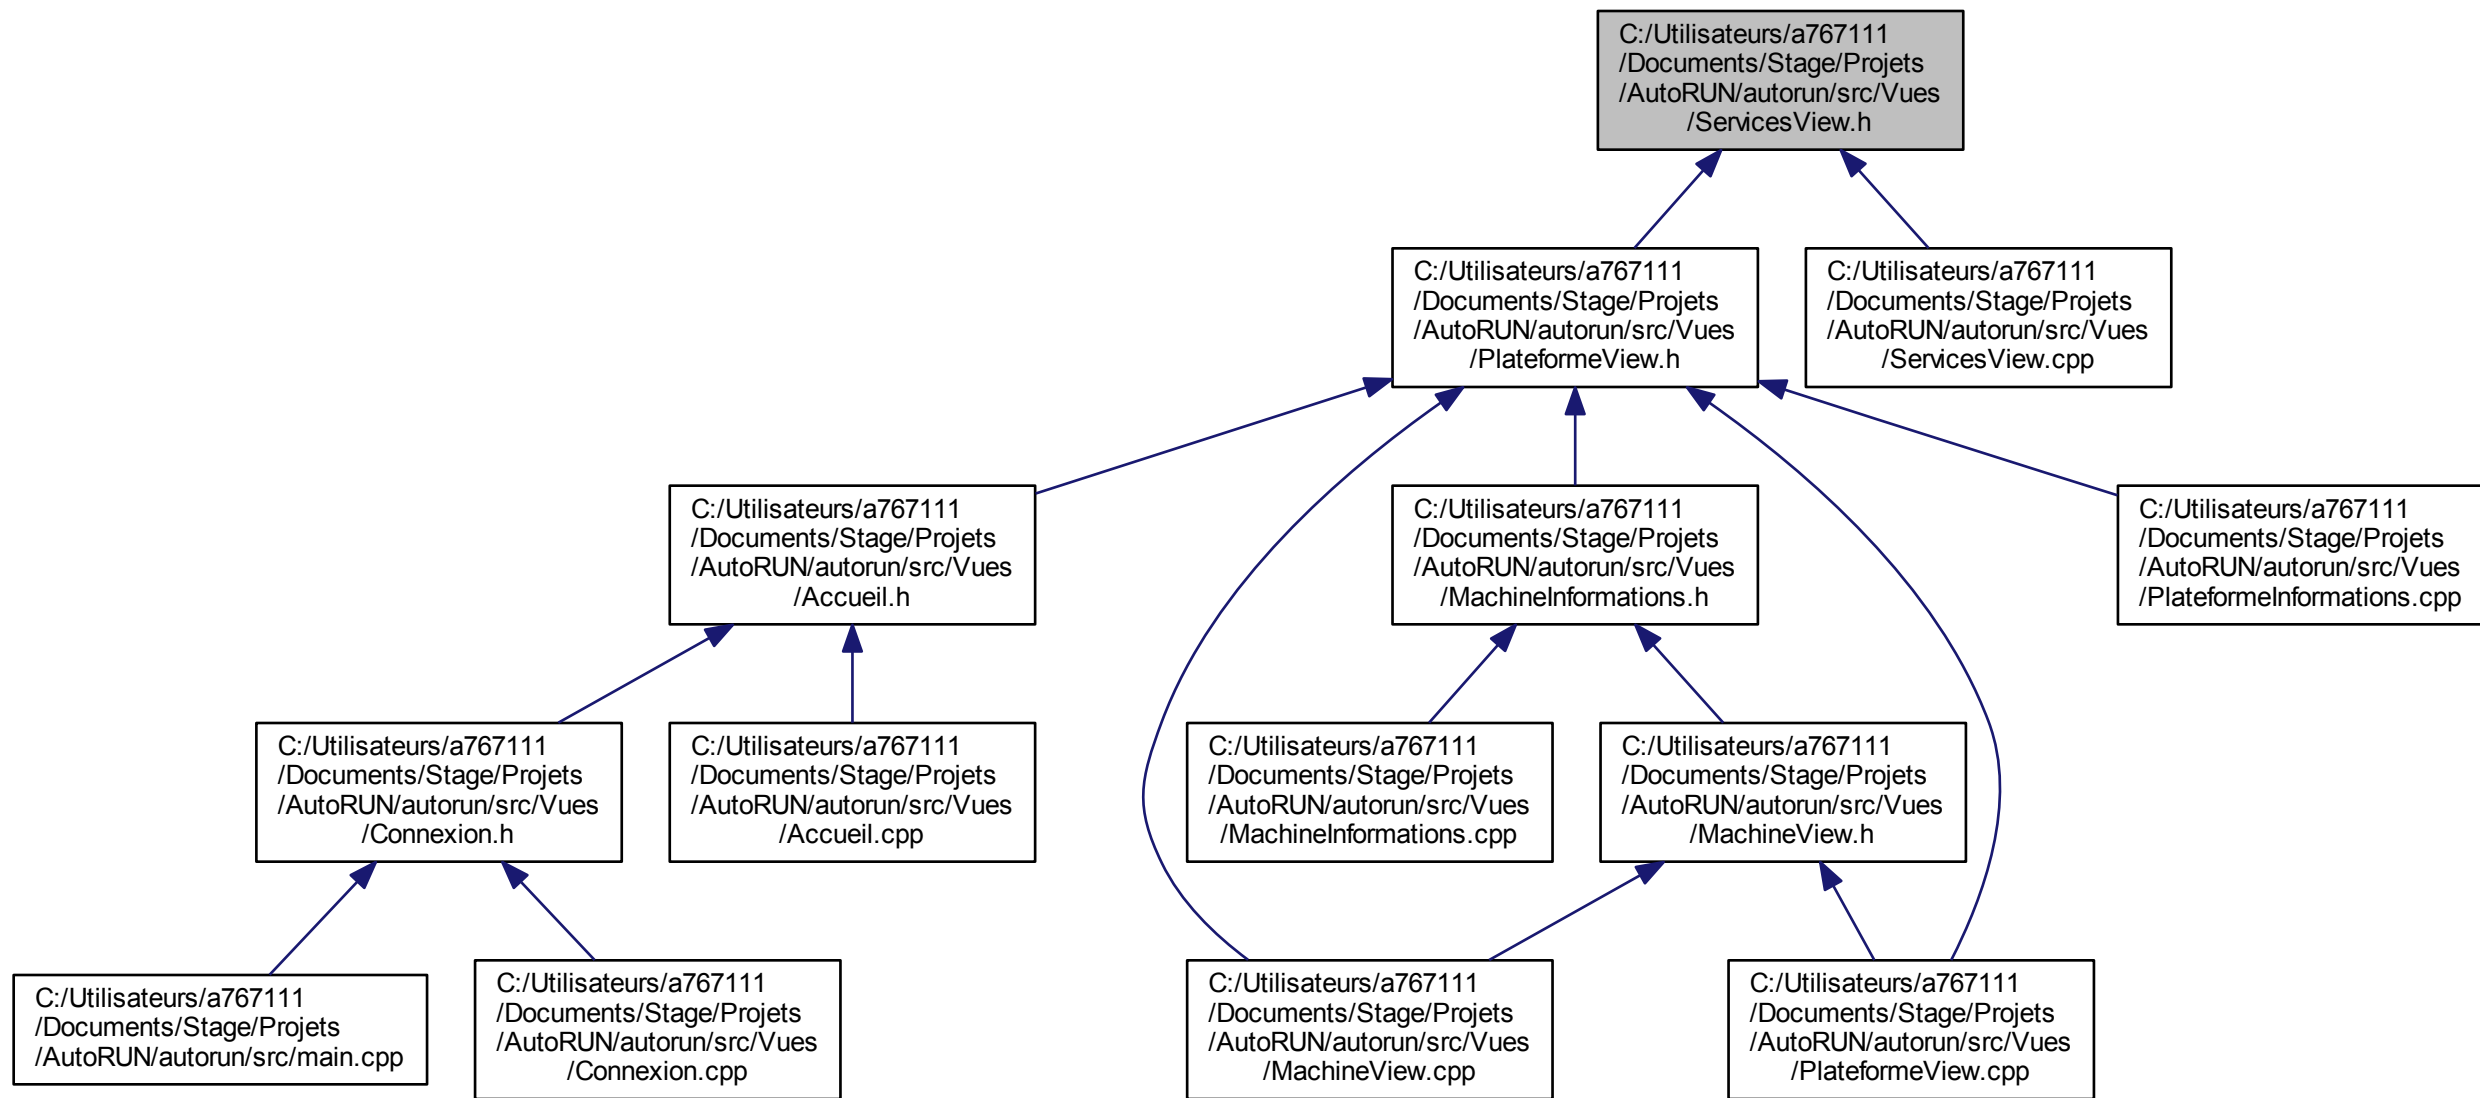 C:/Utilisateurs/a767111
/Documents/Stage/Projets
/AutoRUN/autorun/src/Vues
/ServicesView.h
C:/Utilisateurs/a767111
/Documents/Stage/Projets
/AutoRUN/autorun/src/Vues
/PlateformeView.h
C:/Utilisateurs/a767111
/Documents/Stage/Projets
/AutoRUN/autorun/src/Vues
/ServicesView.cpp
C:/Utilisateurs/a767111
/Documents/Stage/Projets
/AutoRUN/autorun/src/Vues
/Accueil.h
C:/Utilisateurs/a767111
/Documents/Stage/Projets
/AutoRUN/autorun/src/Vues
/MachineInformations.h
C:/Utilisateurs/a767111
/Documents/Stage/Projets
/AutoRUN/autorun/src/Vues
/PlateformeInformations.cpp
C:/Utilisateurs/a767111
/Documents/Stage/Projets
/AutoRUN/autorun/src/Vues
/Connexion.h
C:/Utilisateurs/a767111
/Documents/Stage/Projets
/AutoRUN/autorun/src/Vues
/Accueil.cpp
C:/Utilisateurs/a767111
/Documents/Stage/Projets
/AutoRUN/autorun/src/Vues
/MachineInformations.cpp
C:/Utilisateurs/a767111
/Documents/Stage/Projets
/AutoRUN/autorun/src/Vues
/MachineView.h
C:/Utilisateurs/a767111
/Documents/Stage/Projets
/AutoRUN/autorun/src/main.cpp
C:/Utilisateurs/a767111
/Documents/Stage/Projets
/AutoRUN/autorun/src/Vues
/Connexion.cpp
C:/Utilisateurs/a767111
/Documents/Stage/Projets
/AutoRUN/autorun/src/Vues
/MachineView.cpp
C:/Utilisateurs/a767111
/Documents/Stage/Projets
/AutoRUN/autorun/src/Vues
/PlateformeView.cpp